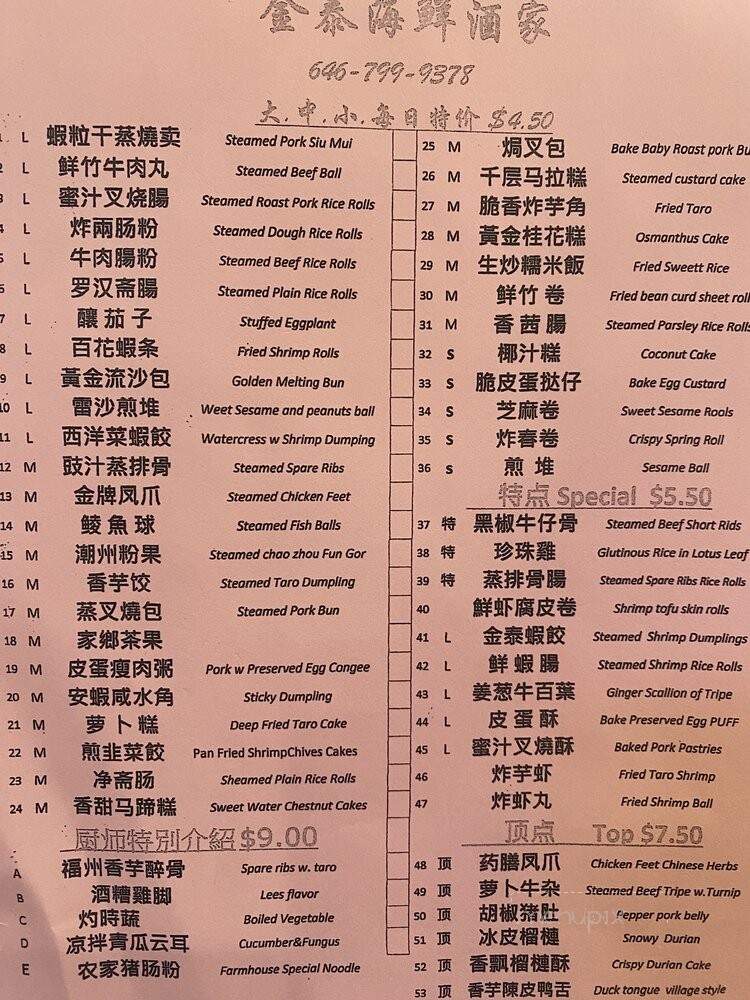 金泰海鮮酒家
646-799-9378
大.中.小.每日特价 $4.50
L 蝦粒干蒸燒卖 Steamed Pork Siu Mui
L 鲜竹牛肉丸 Steamed Beef Ball
L 蜜汁叉烧腸 Steamed Roast Pork Rice Rolls
L 炸兩肠粉 Steamed Dough Rice Rolls
L 牛肉腸粉 Steamed Beef Rice Rolls
L 罗汉斋腸 Steamed Plain Rice Rolls
7 L 釀茄子 Stuffed Eggplant
8 L 百花蝦条 Fried Shrimp Rolls
9 L 黃金流沙包 Golden Melting Bun
10 L 雷沙煎堆 Weet Sesame and peanuts ball
11 L 西洋菜蝦餃 Watercress w Shrimp Dumping
12 M 豉汁蒸排骨 Steamed Spare Ribs
13 M 金牌凤爪 Steamed Chicken Feet
14 M 鲮魚球 Steamed Fish Balls
15 M 潮州粉果 Steamed chao zhou Fun Gor
16 M 香芋饺 Steamed Taro Dumpling
17 M 蒸叉燒包 Steamed Pork Bun
18 M 家鄉茶果
19 M 皮蛋瘦肉粥 Pork w Preserved Egg Congee
20 M 安蝦咸水角 Sticky Dumpling
21 M 萝卜糕 Deep Fried Taro Cake
22 M 煎韭菜餃 Pan Fried ShrimpChives Cakes
23 M 净斋肠 Sheamed Plain Rice Rolls
24 M 香甜马蹄糕 Sweet Water Chestnut Cakes
厨师特别介紹 $9.00
A 福州香芋醉骨 Spare ribs w. taro
B 酒糟雞脚 Lees flavor
C 灼時蔬 Boiled Vegetable
D 凉拌青瓜云耳 Cucumber&Fungus
E 农家猪肠粉 Farmhouse Special Noodle
25 M 焗叉包 Bake Baby Roast pork Bu
26 M 千层马拉糕 Steamed custard cake
27 M 脆香炸芋角 Fried Taro
28 M 黃金桂花糕 Osmanthus Cake
29 M 生炒糯米飯 Fried Sweett Rice
30 M 鲜竹卷 Fried bean curd sheet roll
31 M 香茜腸 Steamed Parsley Rice Rolls
32 S 椰汁糕 Coconut Cake
33 S 脆皮蛋挞仔 Bake Egg Custard
34 S 芝麻卷 Sweet Sesame Rools
35 S 炸春卷 Crispy Spring Roll
36 s 煎堆 Sesame Ball
特点 Special $5.50
37 特 黑椒牛仔骨 Steamed Beef Short Rids
38 特 珍珠雞 Glutinous Rice in Lotus Leaf
39 特 蒸排骨腸 Steamed Spare Ribs Rice Rolls
40 鮮虾腐皮卷 Shrimp tofu skin rolls
41 L 金泰蝦餃 Steamed Shrimp Dumplings
42 L 鲜蝦腸 Steamed Shrimp Rice Rolls
43 L 姜葱牛百葉 Ginger Scallion of Tripe
44 L 皮蛋酥 Bake Preserved Egg PUFF
45 L 蜜汁叉燒酥 Baked Pork Pastries
46 炸芋虾 Fried Taro Shrimp
47 炸虾丸 Fried Shrimp Ball
顶点 Top $7.50
48 顶 药膳凤爪 Chicken Feet Chinese Herbs
49 顶 萝卜牛杂 Steamed Beef Tripe w.Turnip
50 顶 胡椒猪肚 Pepper pork belly
51 顶 冰皮榴槤 Snowy Durian
52 顶 香飘榴槤酥 Crispy Durian Cake
53 顶 香芋陳皮鸭舌 Duck tongue village style